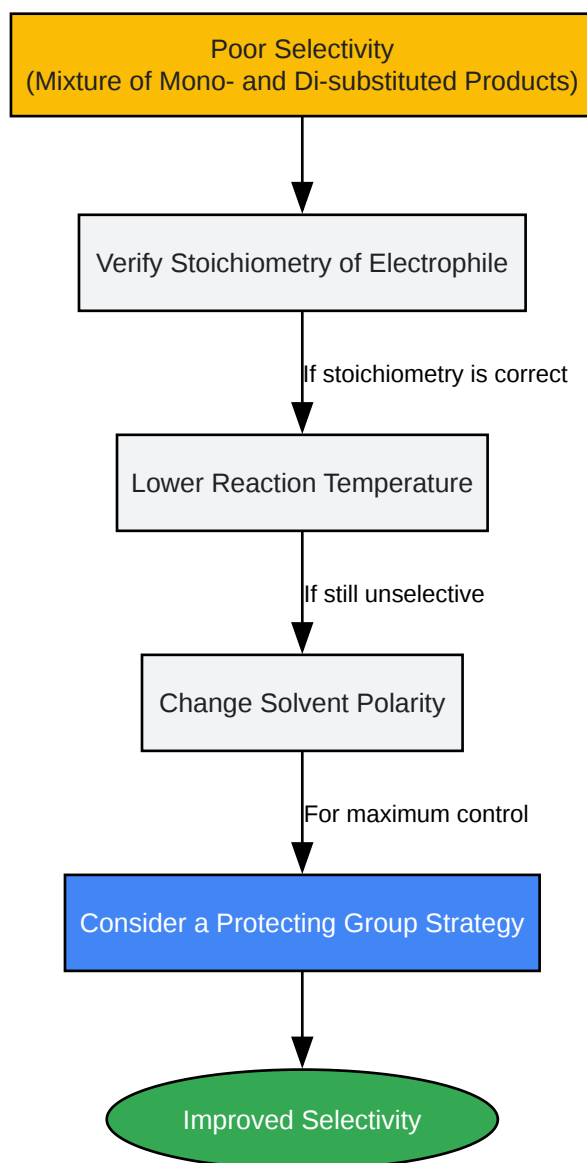 Poor Selectivity
(Mixture of Mono- and Di-substituted Products)
Verify Stoichiometry of Electrophile
If stoichiometry is correct
Lower Reaction Temperature
If still unselective
Change Solvent Polarity
For maximum control
Consider a Protecting Group Strategy
Improved Selectivity